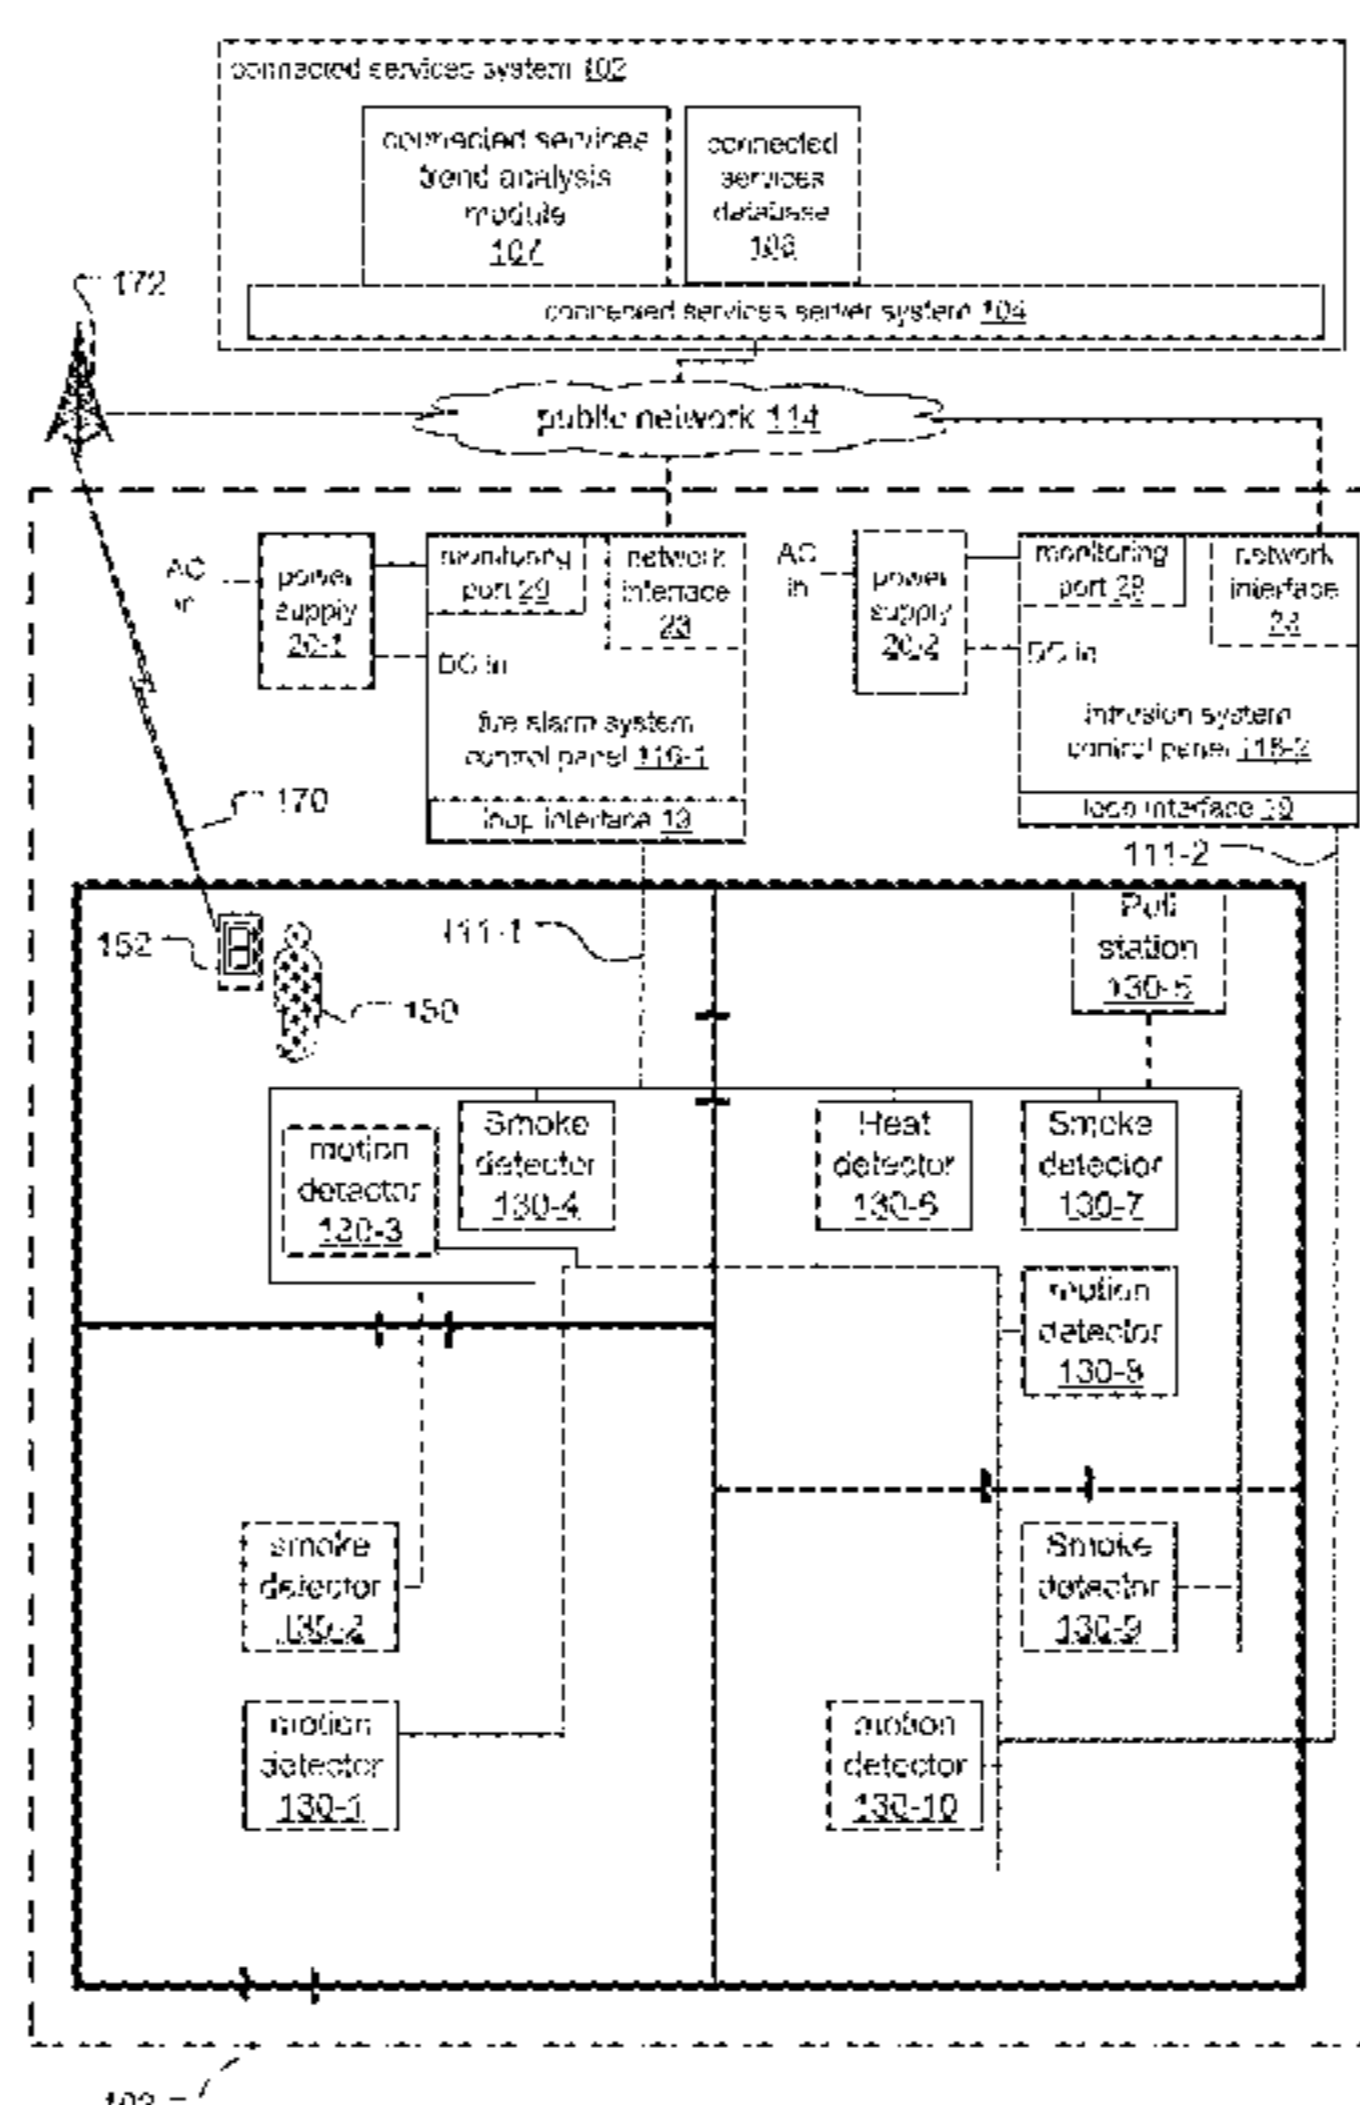 connected services system 102
connected services
trend analysis
module
107
connected
services
database
106
connected services server system 104
172
public network 114
AC
in
power
supply
20-1
monitoring
port 29
network
interface
23
DC in
fire alarm system
control panel 116-1
loop interface 19
AC
in
power
supply
20-2
monitoring
port 29
network
interface
23
DC in
intrusion system
control panel 116-2
loop interface 19
170
111-2
152
150
111-1
Pull
station
130-5
motion
detector
130-3
Smoke
detector
130-4
Heat
detector
130-6
Smoke
detector
130-7
motion
detector
130-8
smoke
detector
130-2
Smoke
detector
130-9
motion
detector
130-1
motion
detector
130-10